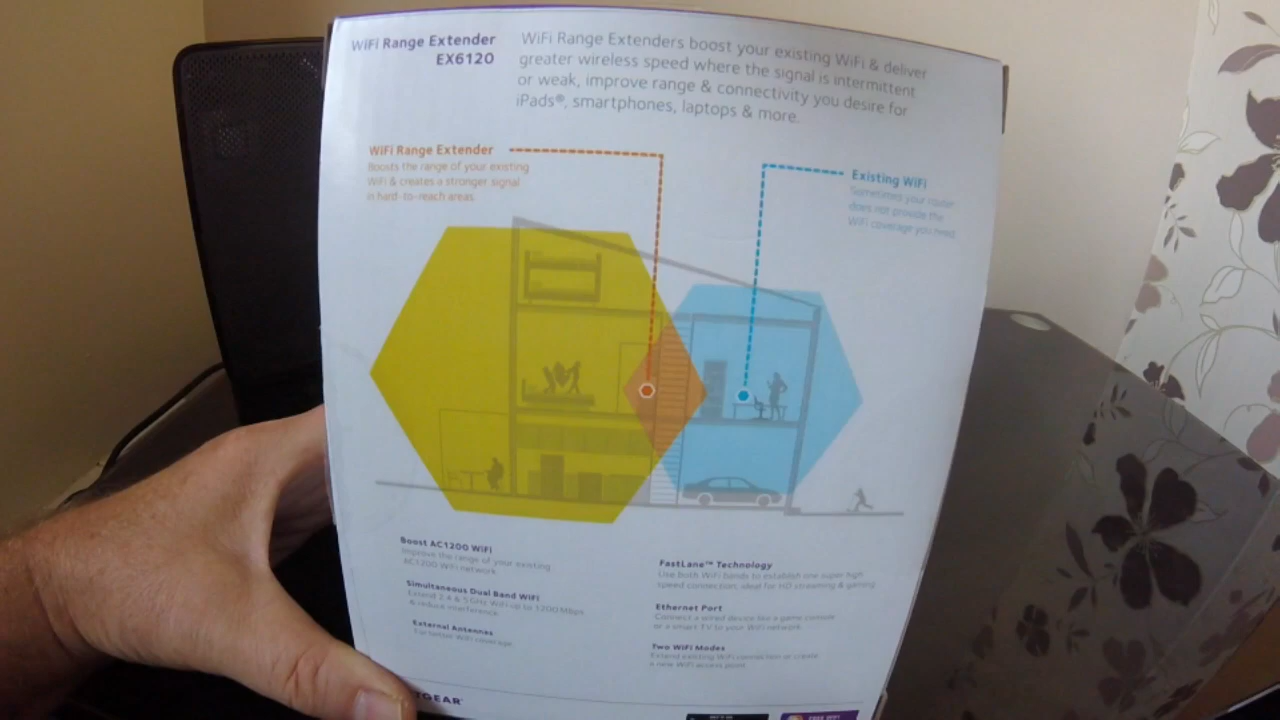 WiFi Range Extender
EX6120
WiFi Range Extenders boost your existing WiFi & deliver
greater wireless speed where the signal is intermittent
or weak, improve range & connectivity you desire for
iPads®, smartphones, laptops & more.
WiFi Range Extender
Boosts the range of your existing
WiFi & creates a stronger signal
in hard-to-reach areas.
Existing WiFi
Sometimes your router
does not provide the
WiFi coverage you need.
Boost AC1200 WiFi
Improve the range of your existing
AC1200 WiFi network.
Simultaneous Dual Band WiFi
Extend 2.4 & 5GHz WiFi up to 1200Mbps
& reduce interference.
External Antennas
For better WiFi coverage.
FastLane™ Technology
Use both WiFi bands to establish one super high
speed connection, ideal for HD streaming & gaming.
Ethernet Port
Connect a wired device like a game console
or a smart TV to your WiFi network.
Two WiFi Modes
Extend existing WiFi connection or create
a new WiFi access point.
GEAR